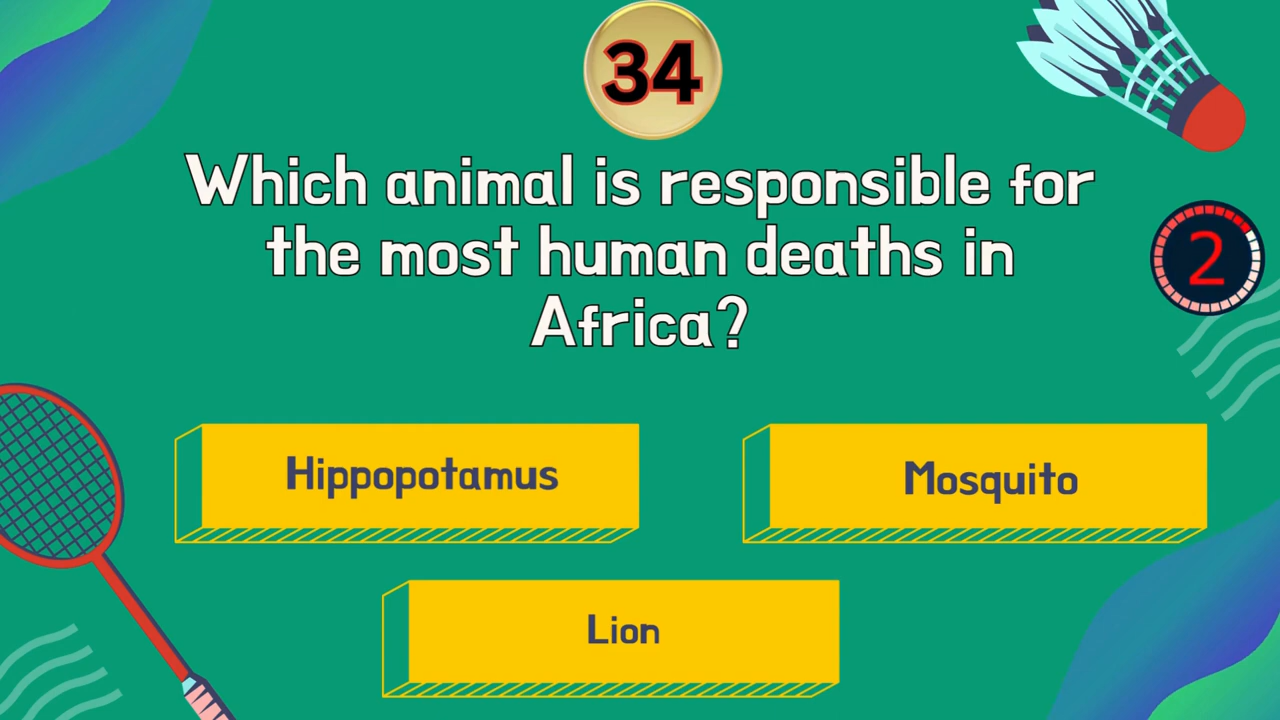 34
Which animal is responsible for
the most human deaths in
Africa?
2
Hippopotamus
Mosquito
Lion